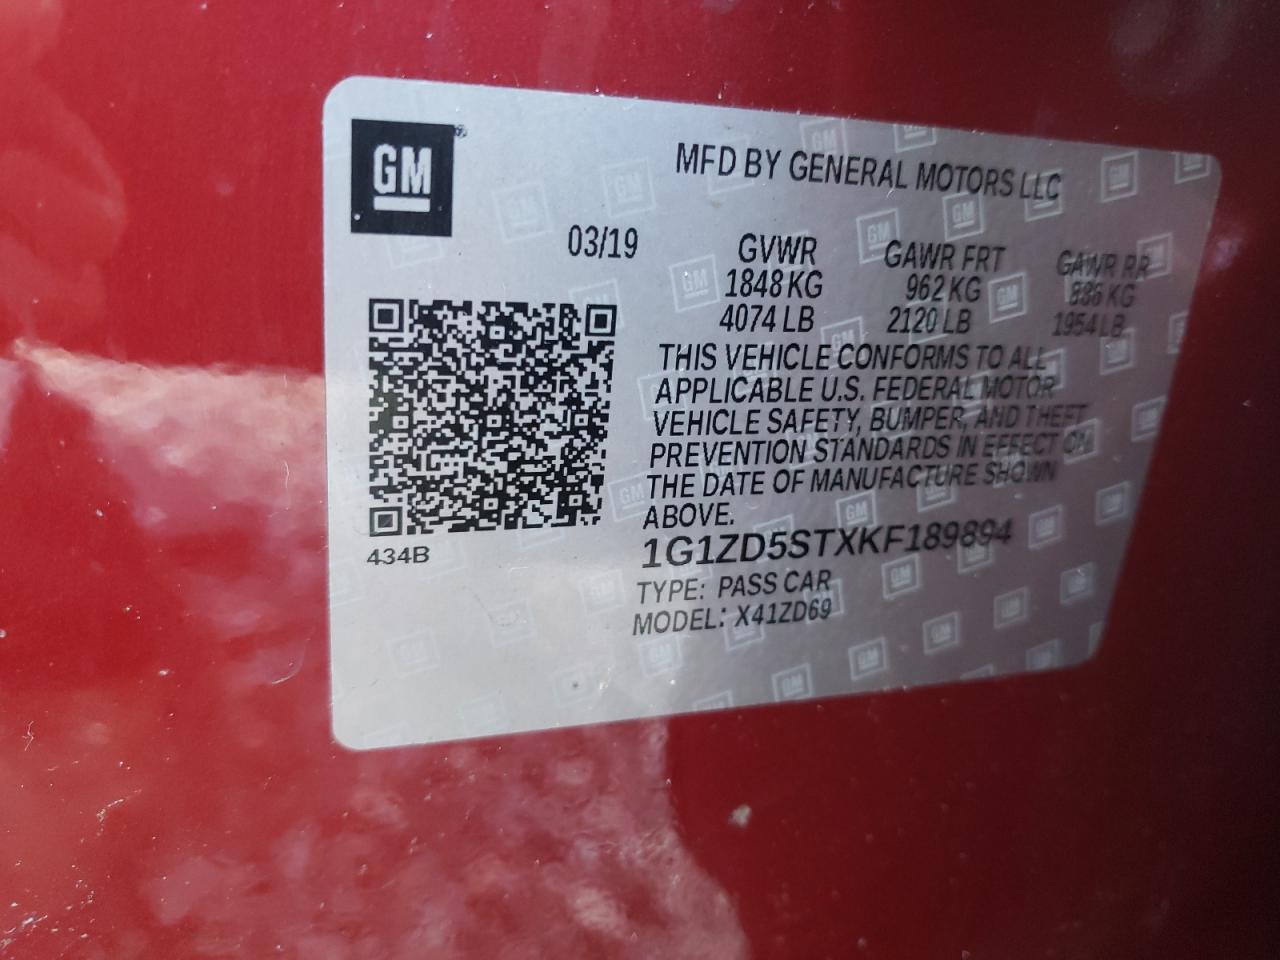 GM
MFD BY GENERAL MOTORS LLC
03/19 GVWR GAWR FRT GAWR RR
1848 KG 962 KG 886 KG
4074 LB 2120 LB 1954 LB
THIS VEHICLE CONFORMS TO ALL
APPLICABLE U.S. FEDERAL MOTOR
VEHICLE SAFETY, BUMPER, AND THEFT
PREVENTION STANDARDS IN EFFECT ON
THE DATE OF MANUFACTURE SHOWN
ABOVE.
434B
1G1ZD5STXKF189894
TYPE: PASS CAR
MODEL: X41ZD69